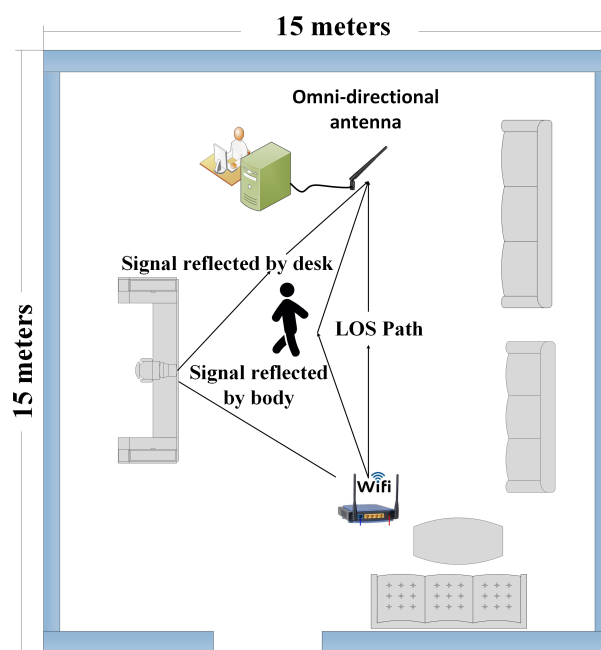 15 meters
Omni-directional
antenna
Signal reflected by desk
LOS Path
15 meters
Signal reflected
by body
Wifi